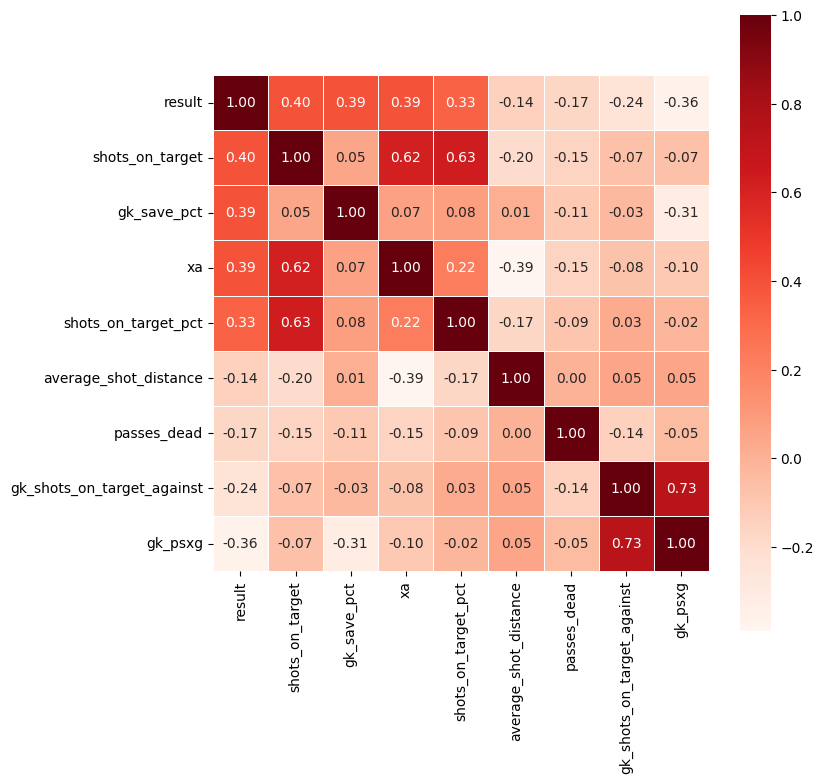 result 1.00 0.40 0.39 0.39 0.33 -0.14 -0.17 -0.24 -0.36
shots_on_target 0.40 1.00 0.05 0.62 0.63 -0.20 -0.15 -0.07 -0.07
gk_save_pct 0.39 0.05 1.00 0.07 0.08 0.01 -0.11 -0.03 -0.31
xa 0.39 0.62 0.07 1.00 0.22 -0.39 -0.15 -0.08 -0.10
shots_on_target_pct 0.33 0.63 0.08 0.22 1.00 -0.17 -0.09 0.03 -0.02
average_shot_distance -0.14 -0.20 0.01 -0.39 -0.17 1.00 0.00 0.05 0.05
passes_dead -0.17 -0.15 -0.11 -0.15 -0.09 0.00 1.00 -0.14 -0.05
gk_shots_on_target_against -0.24 -0.07 -0.03 -0.08 0.03 0.05 -0.14 1.00 0.73
gk_psxg -0.36 -0.07 -0.31 -0.10 -0.02 0.05 -0.05 0.73 1.00
result
shots_on_target
gk_save_pct
xa
shots_on_target_pct
average_shot_distance
passes_dead
gk_shots_on_target_against
gk_psxg
1.0
0.8
0.6
0.4
0.2
0.0
−0.2